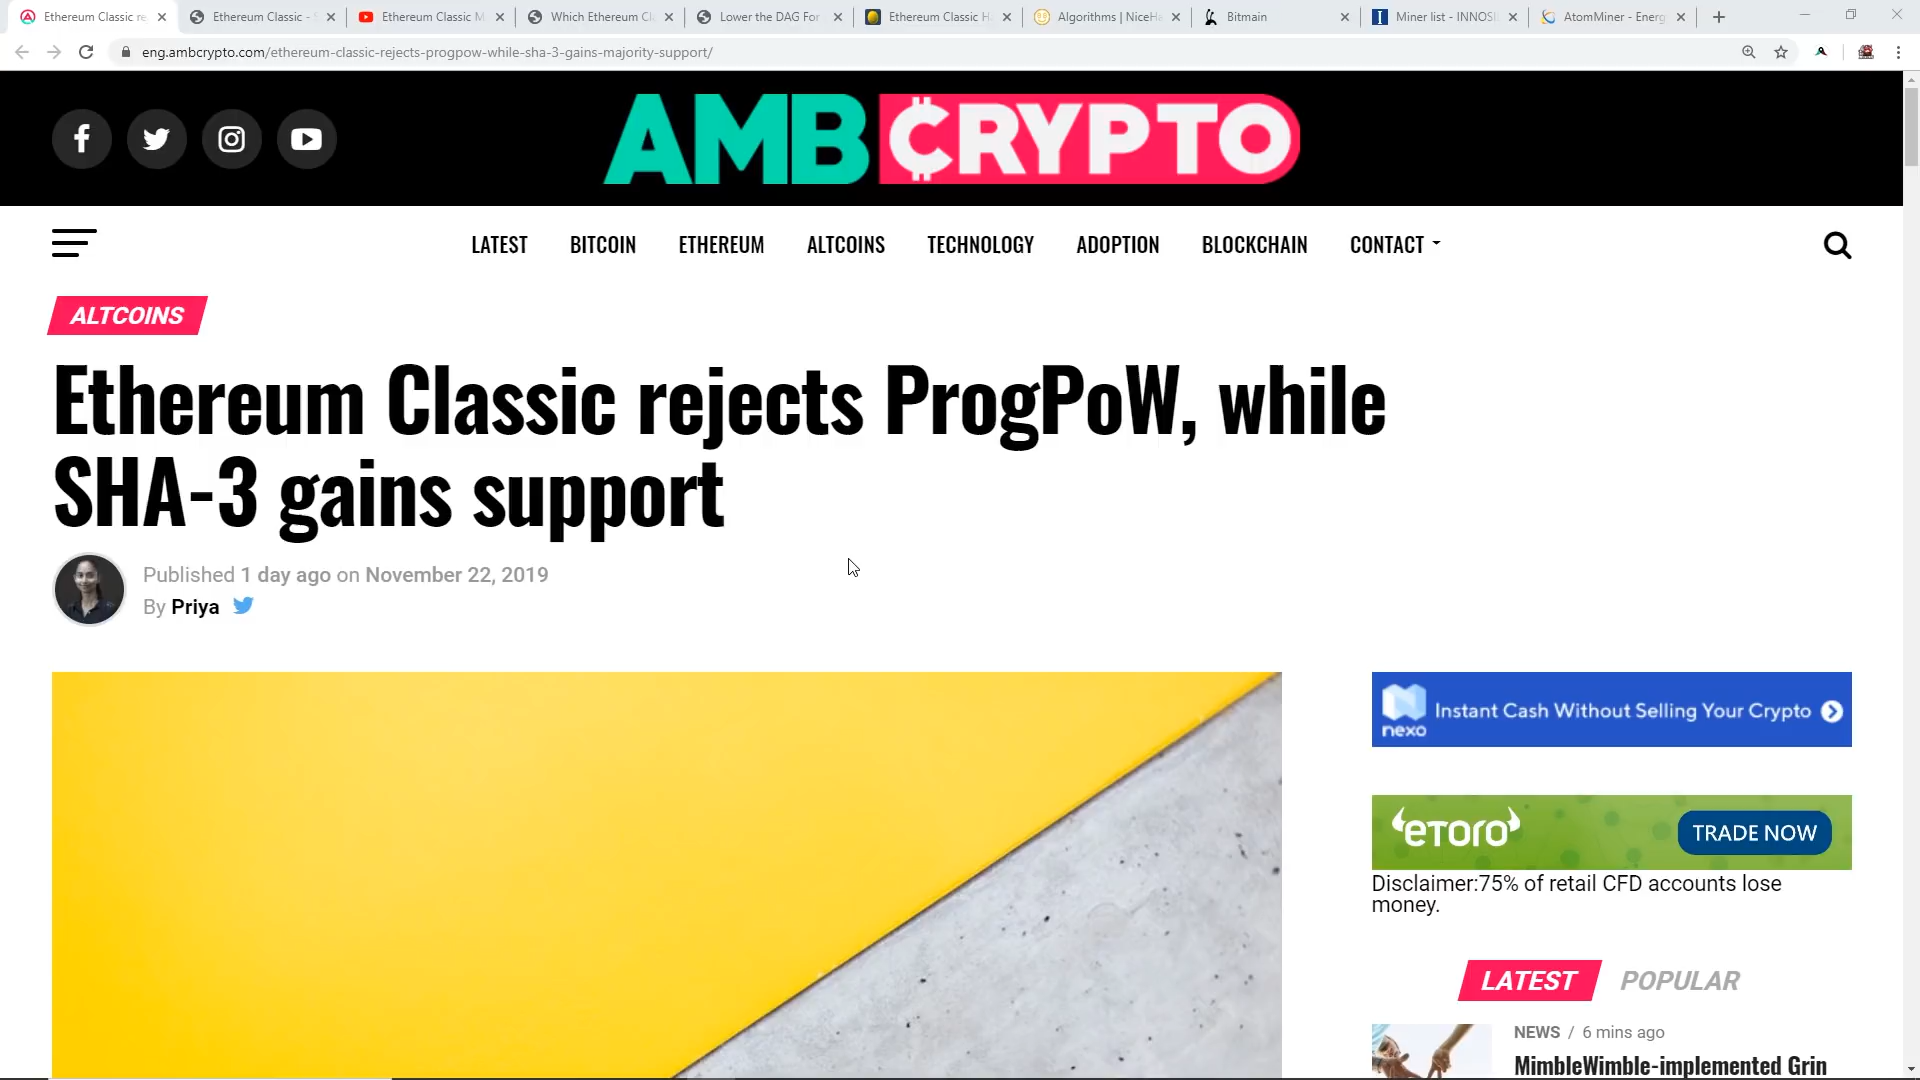 Ethereum Classic re
Ethereum Classic - S
Ethereum Classic M
Which Ethereum Cl
Lower the DAG For
Ethereum Classic H
Algorithms | NiceHa
Bitmain
Miner list - INNOSI
AtomMiner - Energ
eng.ambcrypto.com/ethereum-classic-rejects-progpow-while-sha-3-gains-majority-support/
AMBCRYPTO
LATEST
BITCOIN
ETHEREUM
ALTCOINS
TECHNOLOGY
ADOPTION
BLOCKCHAIN
CONTACT
ALTCOINS
Ethereum Classic rejects ProgPoW, while
SHA-3 gains support
Published 1 day ago on November 22, 2019
By Priya
nexo
Instant Cash Without Selling Your Crypto
eTORO
TRADE NOW
Disclaimer:75% of retail CFD accounts lose
money.
LATEST
POPULAR
NEWS / 6 mins ago
MimbleWimble-implemented Grin